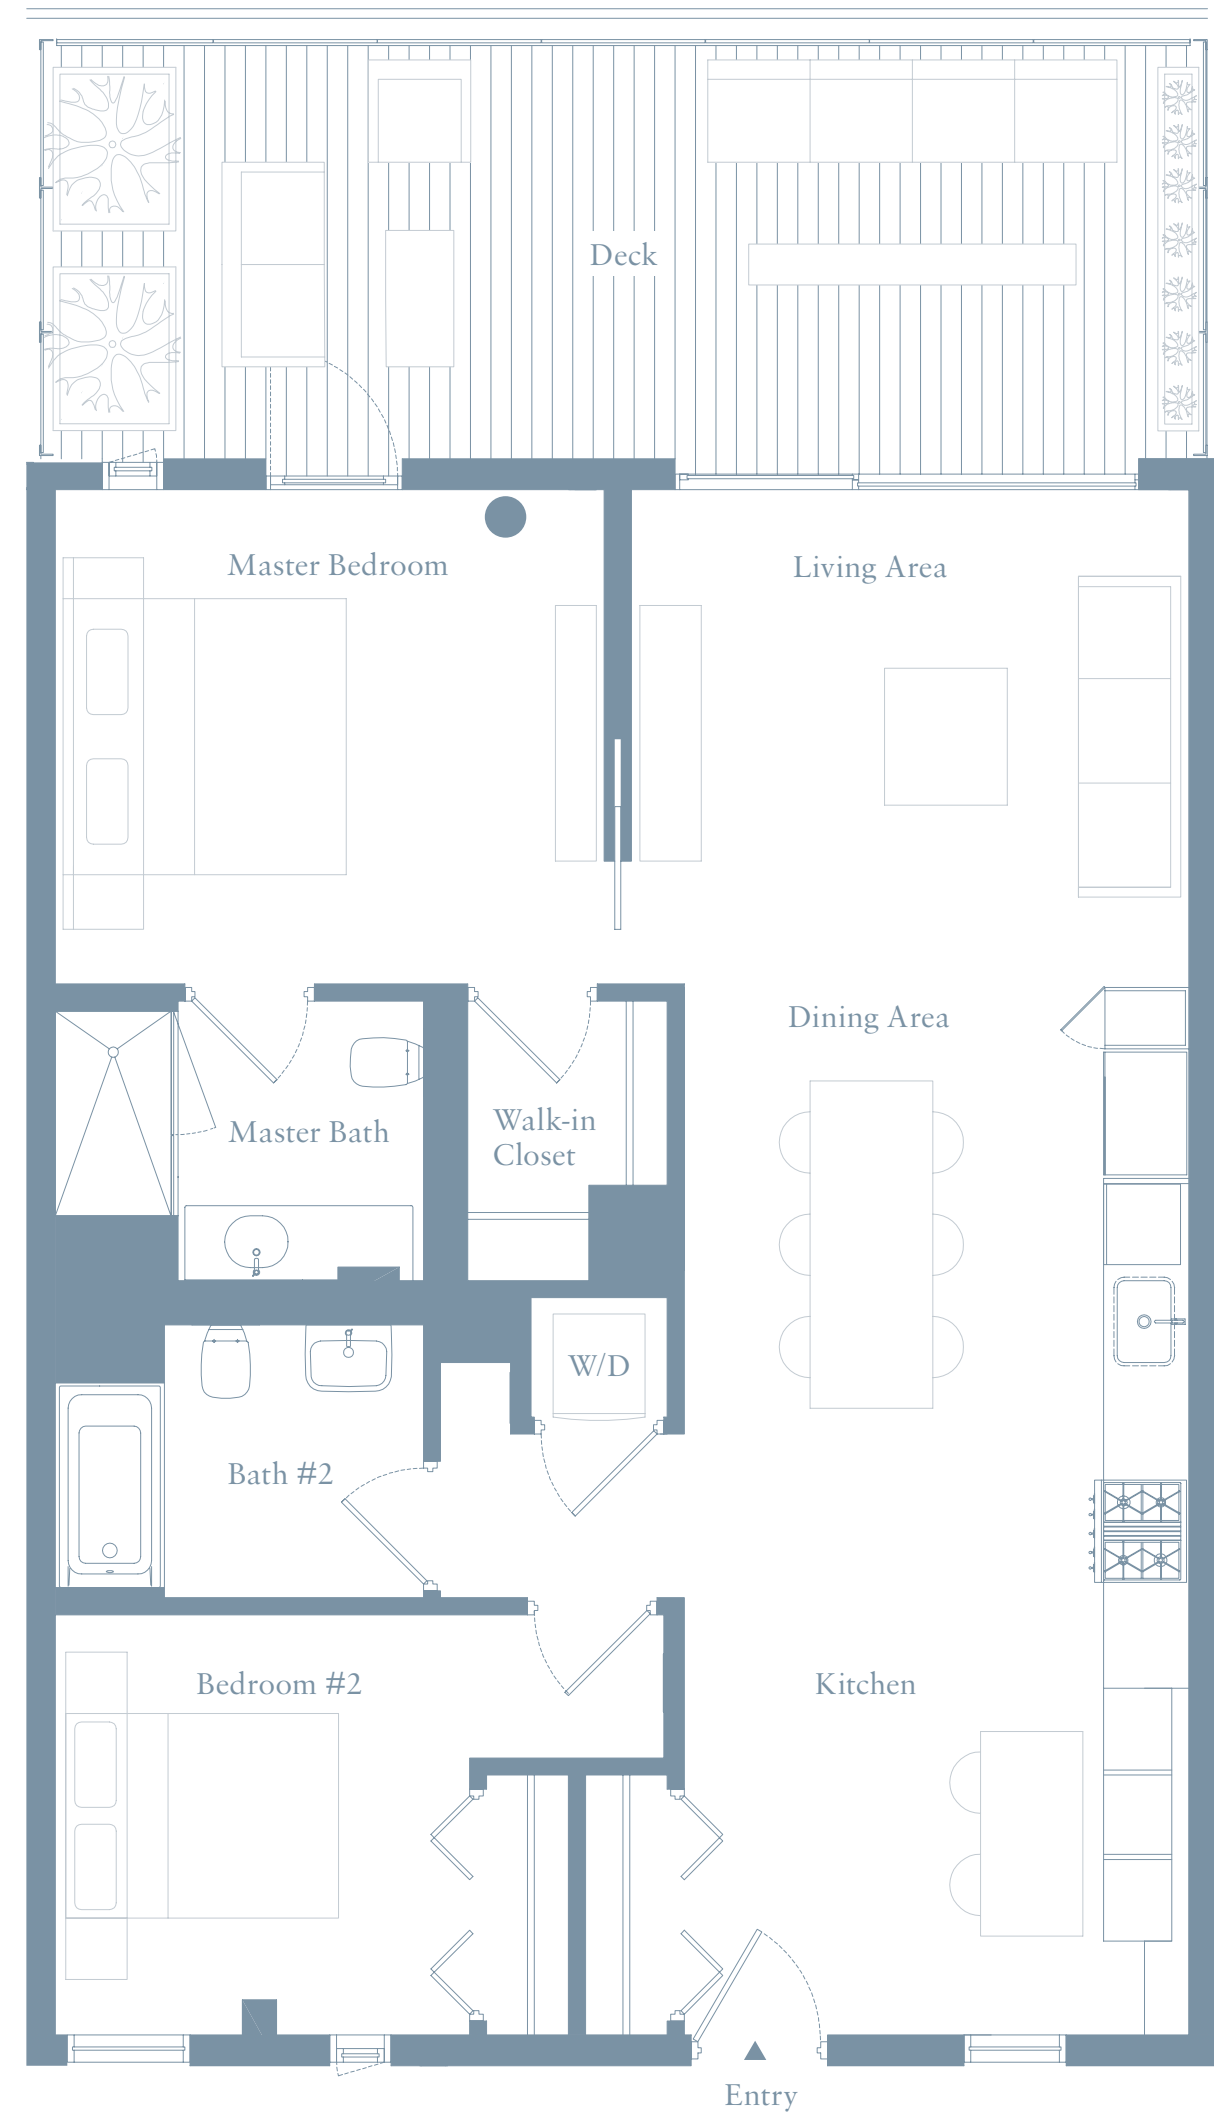 Deck
Master Bedroom
Living Area
Dining Area
Master Bath
Walk-in
Closet
W/D
Bath #2
Bedroom #2
Kitchen
Entry